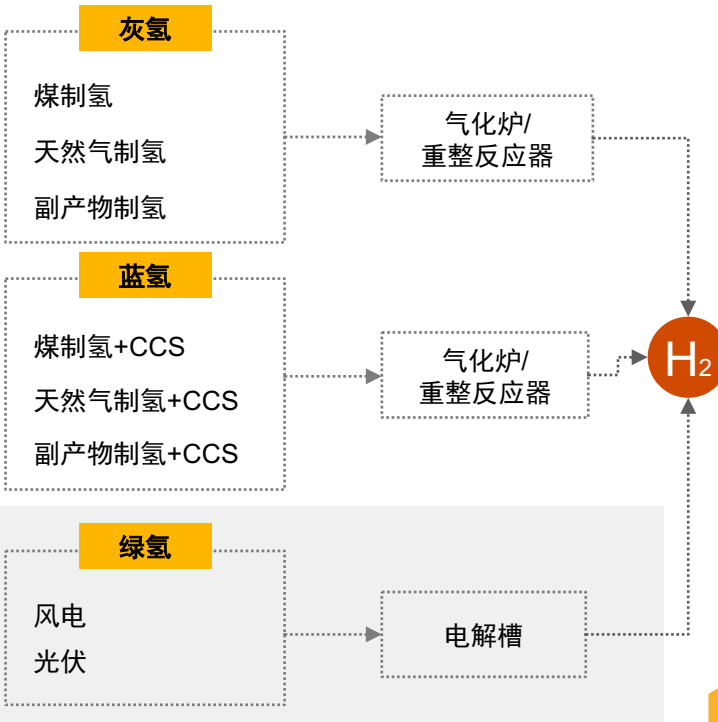 灰氢
煤制氢
天然气制氢
副产物制氢
气化炉/
重整反应器
蓝氢
煤制氢+CCS
天然气制氢+CCS
副产物制氢+CCS
气化炉/
重整反应器
H₂
绿氢
风电
光伏
电解槽